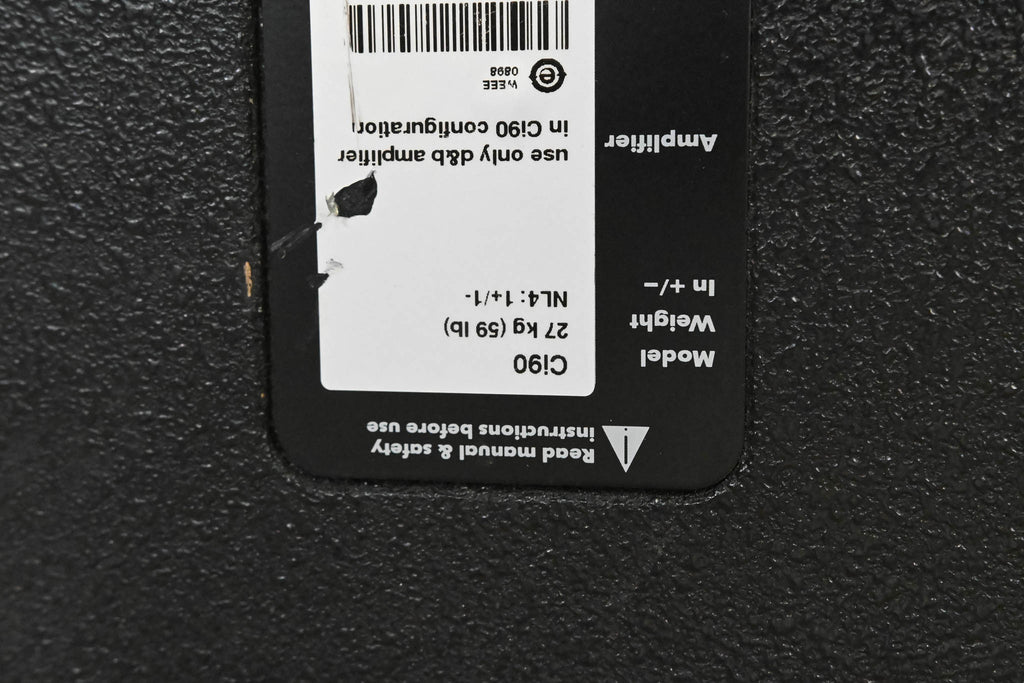 Read manual & safety
instructions before use
Model Ci90
Weight 27 kg (59 lb)
In +/− NL4: 1+/1-
Amplifier use only d&b amplifier
in Ci90 configuration
WEEE
0898